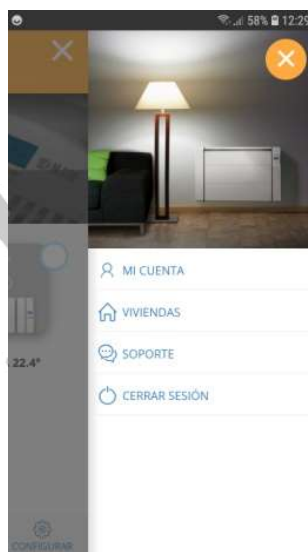 58% 12:29
MI CUENTA
VIVIENDAS
SOPORTE
CERRAR SESIÓN
22.4°
CONFIGURAR